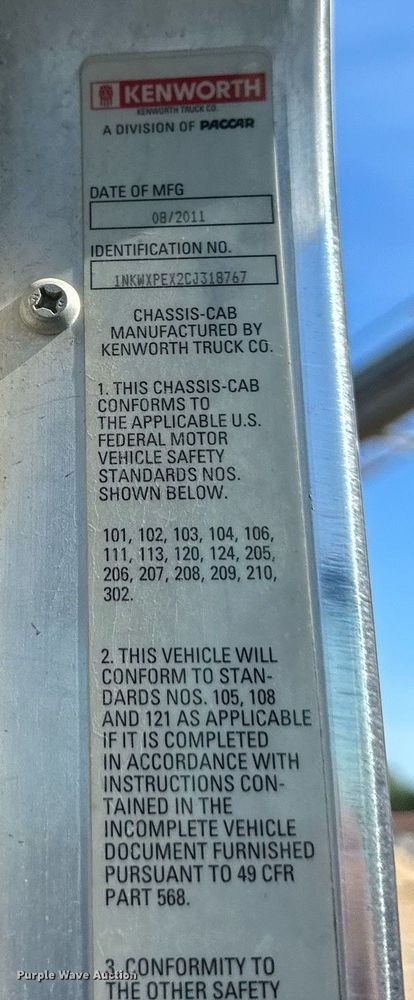 KENWORTH
KENWORTH TRUCK CO.
A DIVISION OF PACCAR
DATE OF MFG
08/2011
IDENTIFICATION NO.
1NKWXPEX2CJ318767
CHASSIS-CAB
MANUFACTURED BY
KENWORTH TRUCK CO.
1. THIS CHASSIS-CAB
CONFORMS TO
THE APPLICABLE U.S.
FEDERAL MOTOR
VEHICLE SAFETY
STANDARDS NOS.
SHOWN BELOW.
101, 102, 103, 104, 106,
111, 113, 120, 124, 205,
206, 207, 208, 209, 210,
302.
2. THIS VEHICLE WILL
CONFORM TO STAN-
DARDS NOS. 105, 108
AND 121 AS APPLICABLE
IF IT IS COMPLETED
IN ACCORDANCE WITH
INSTRUCTIONS CON-
TAINED IN THE
INCOMPLETE VEHICLE
DOCUMENT FURNISHED
PURSUANT TO 49 CFR
PART 568.
3. CONFORMITY TO
THE OTHER SAFETY
Purple Wave Auction